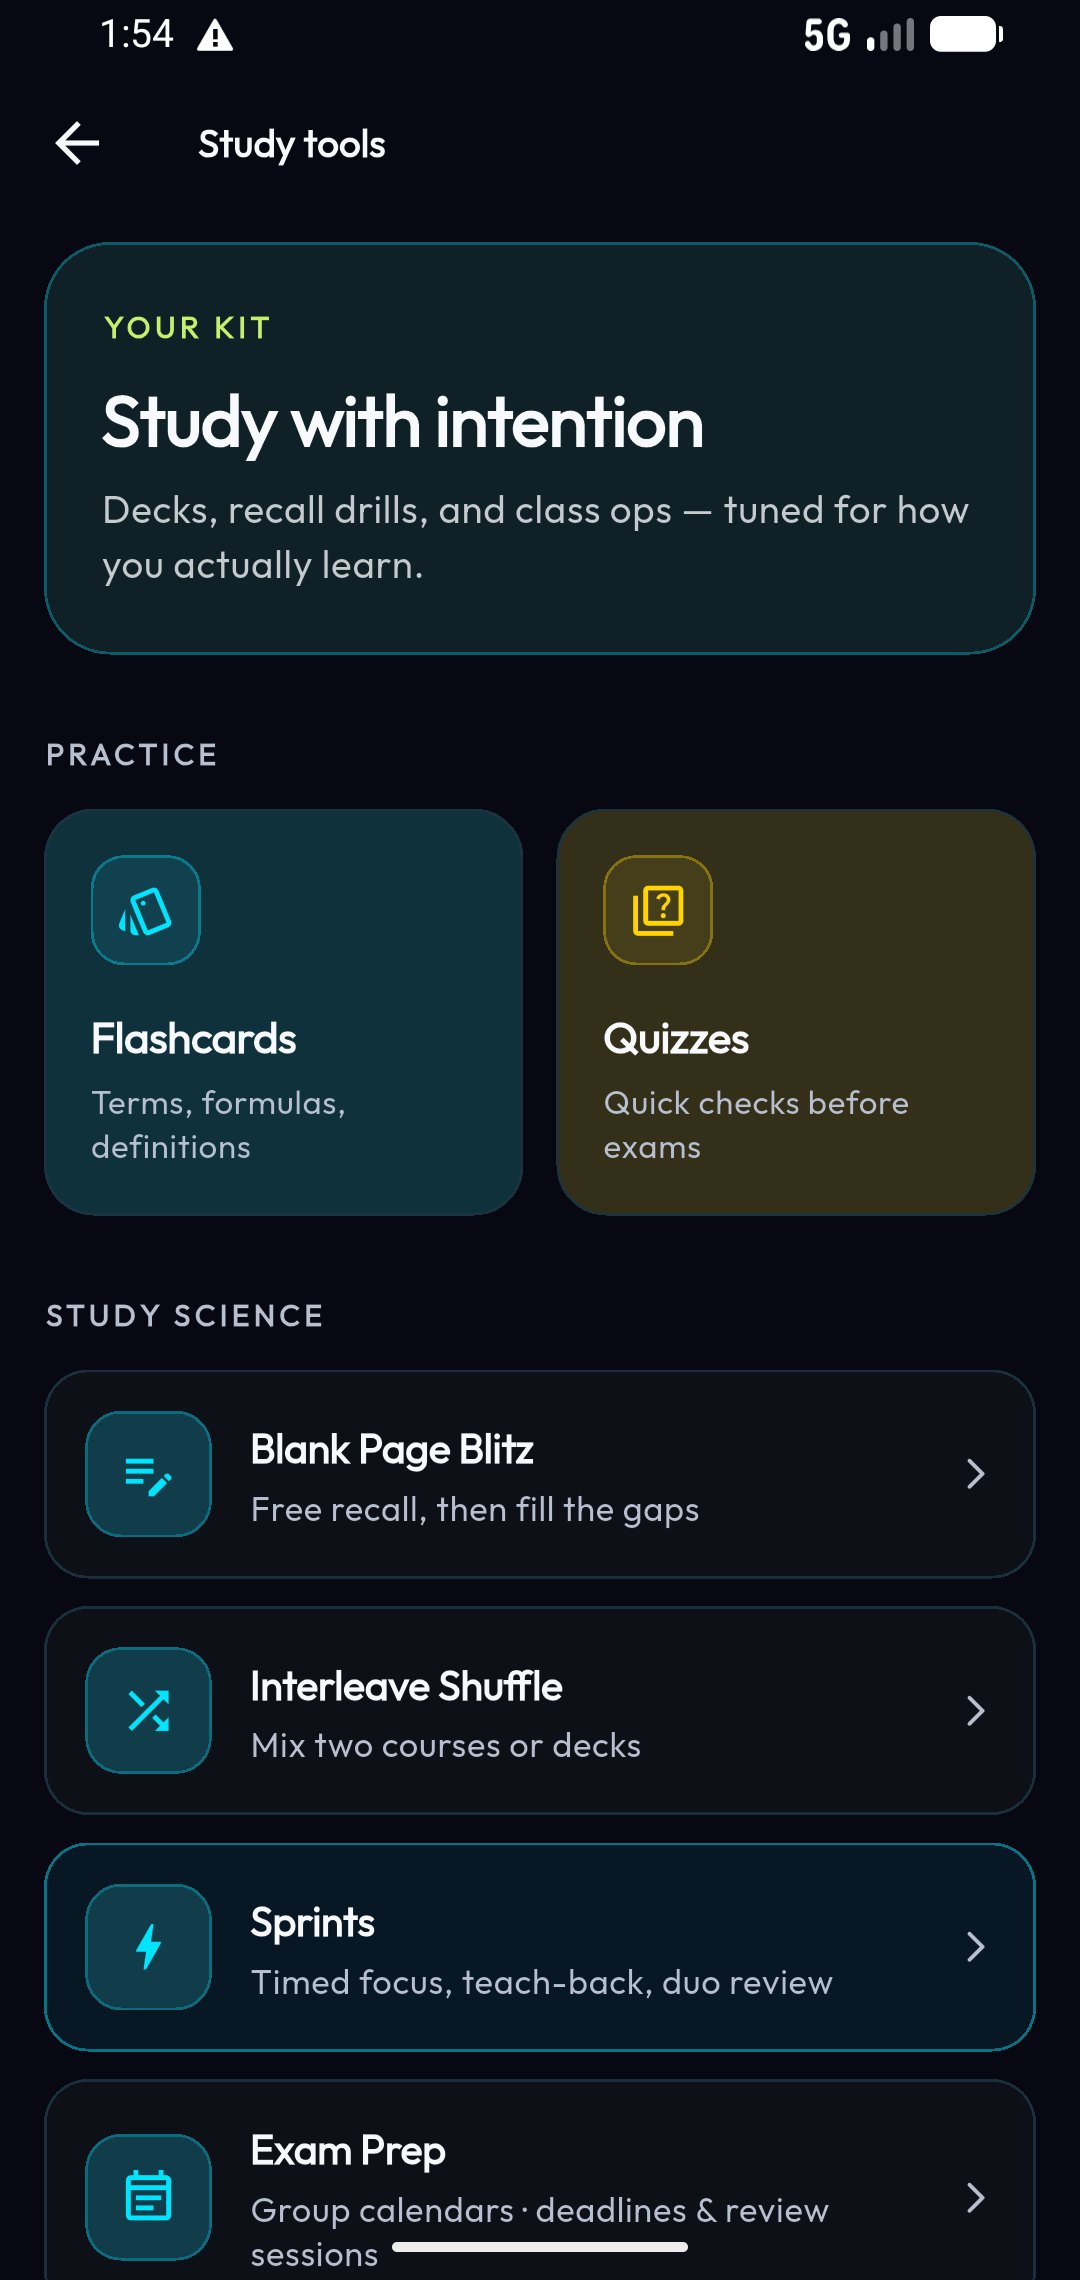 1:54
5G
Study tools
YOUR KIT
Study with intention
Decks, recall drills, and class ops — tuned for how
you actually learn.
PRACTICE
Flashcards
Terms, formulas,
definitions
Quizzes
Quick checks before
exams
STUDY SCIENCE
Blank Page Blitz
Free recall, then fill the gaps
Interleave Shuffle
Mix two courses or decks
Sprints
Timed focus, teach-back, duo review
Exam Prep
Group calendars · deadlines & review
sessions